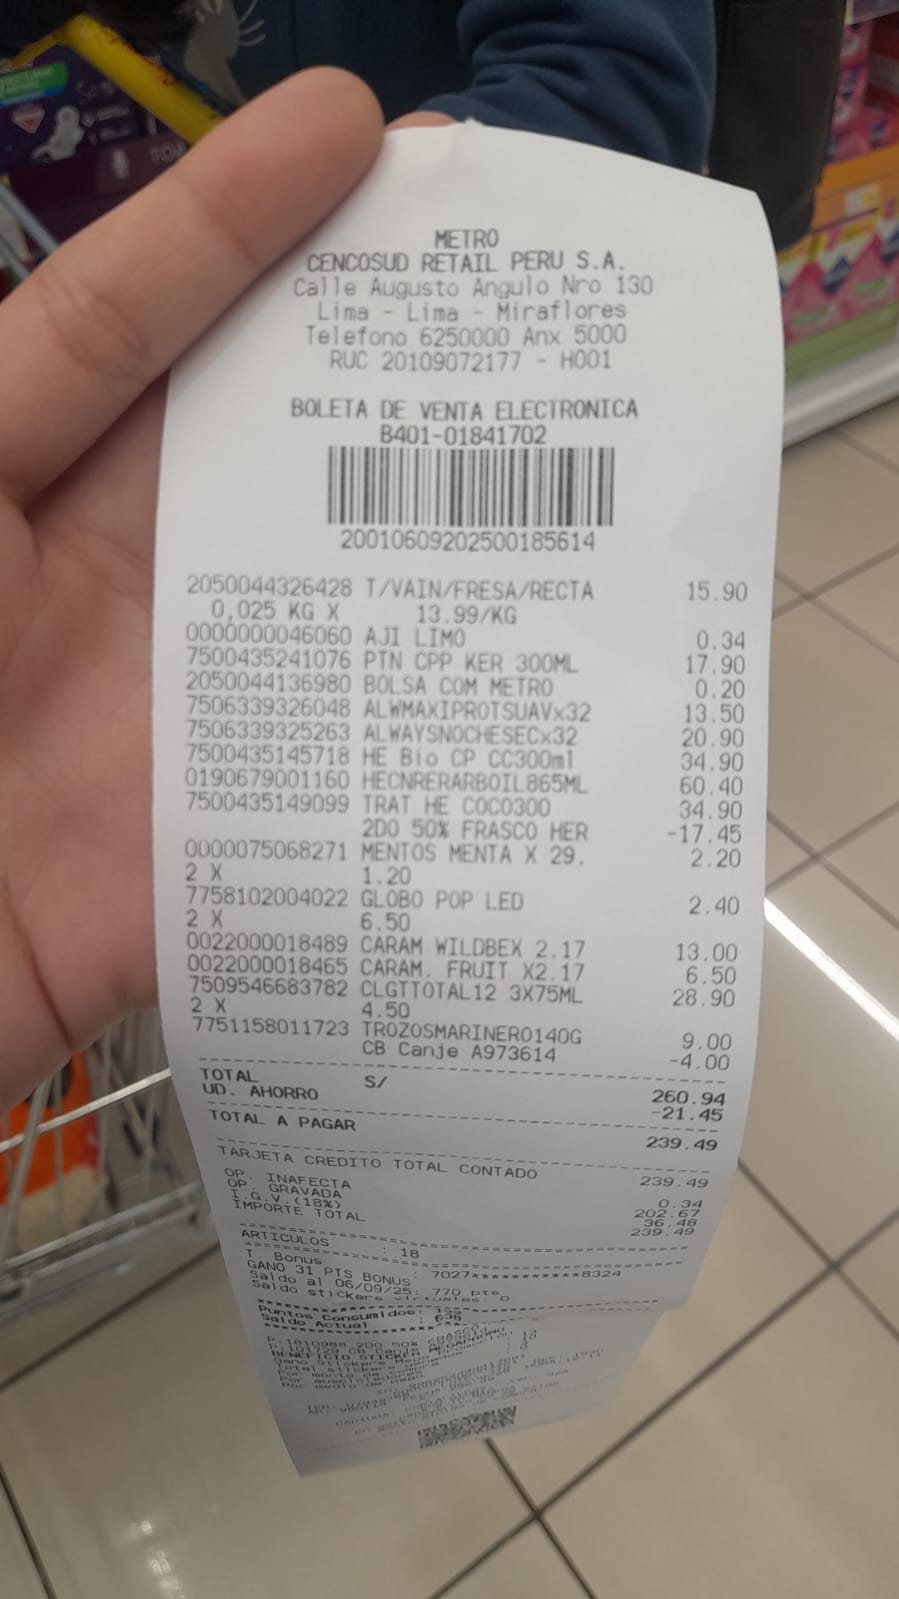 METRO
CENCOSUD RETAIL PERU S.A.
Calle Augusto Angulo Nro 130
Lima - Lima - Miraflores
Telefono 6250000 Anx 5000
RUC 20109072177 - H001
BOLETA DE VENTA ELECTRONICA
B401-01841702
20010609202500185614
2050044326428 T/VAIN/FRESA/RECTA 15.90
0,025 KG X 13.99/KG
0000000046060 AJI LIMO 0.34
7500435241076 PTN CPP KER 300ML 17.90
2050044136980 BOLSA COM METRO 0.20
7506339326048 ALWMAXIPROTSUAVx32 13.50
7506339325263 ALWAYSNOCHESECx32 20.90
7500435145718 HE Bio CP CC300ml 34.90
0190679001160 HECNRERARBOIL865ML 60.40
7500435149099 TRAT HE COCO300 34.90
2DO 50% FRASCO HER -17.45
0000075068271 MENTOS MENTA X 29. 2.20
2 X 1.20
7758102004022 GLOBO POP LED 2.40
2 X 6.50
0022000018489 CARAM WILDBEX 2.17 13.00
0022000018465 CARAM. FRUIT X2.17 6.50
7509546683782 CLGTTOTAL12 3X75ML 28.90
2 X 4.50
7751158011723 TROZOSMARINERO140G 9.00
CB Canje A973614 -4.00
TOTAL S/ 260.94
UD. AHORRO -21.45
TOTAL A PAGAR 239.49
TARJETA CREDITO TOTAL CONTADO 239.49
OP. INAFECTA 0.34
OP. GRAVADA 202.67
I.G.V.(18%) 36.48
IMPORTE TOTAL 239.49
ARTICULOS : 18
T. Bonus : 7027***********8324
GANO 31 PTS BONUS
Saldo al 06/09/25: 770 pts
Saldo stickers virtuales: 0
Puntos Consumidos:
Saldo Actual :